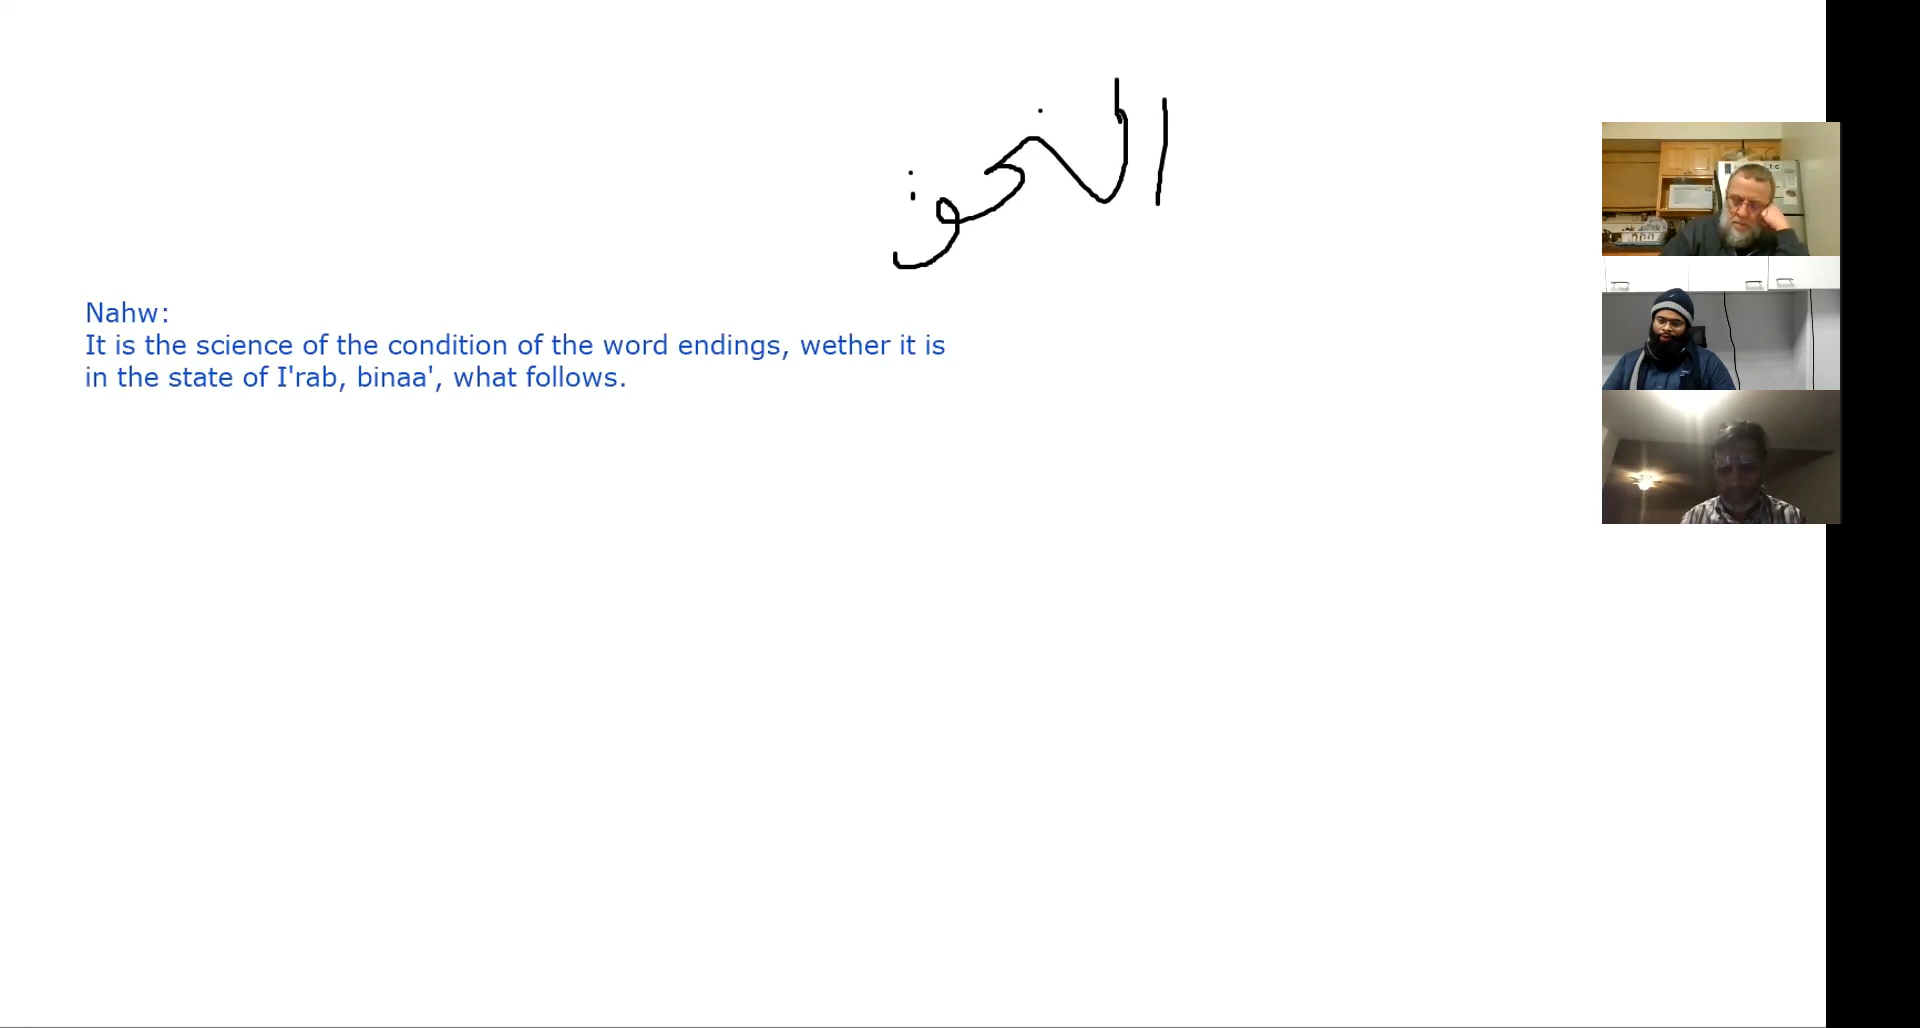 النحو:
Nahw:
It is the science of the condition of the word endings, wether it is
in the state of I'rab, binaa', what follows.